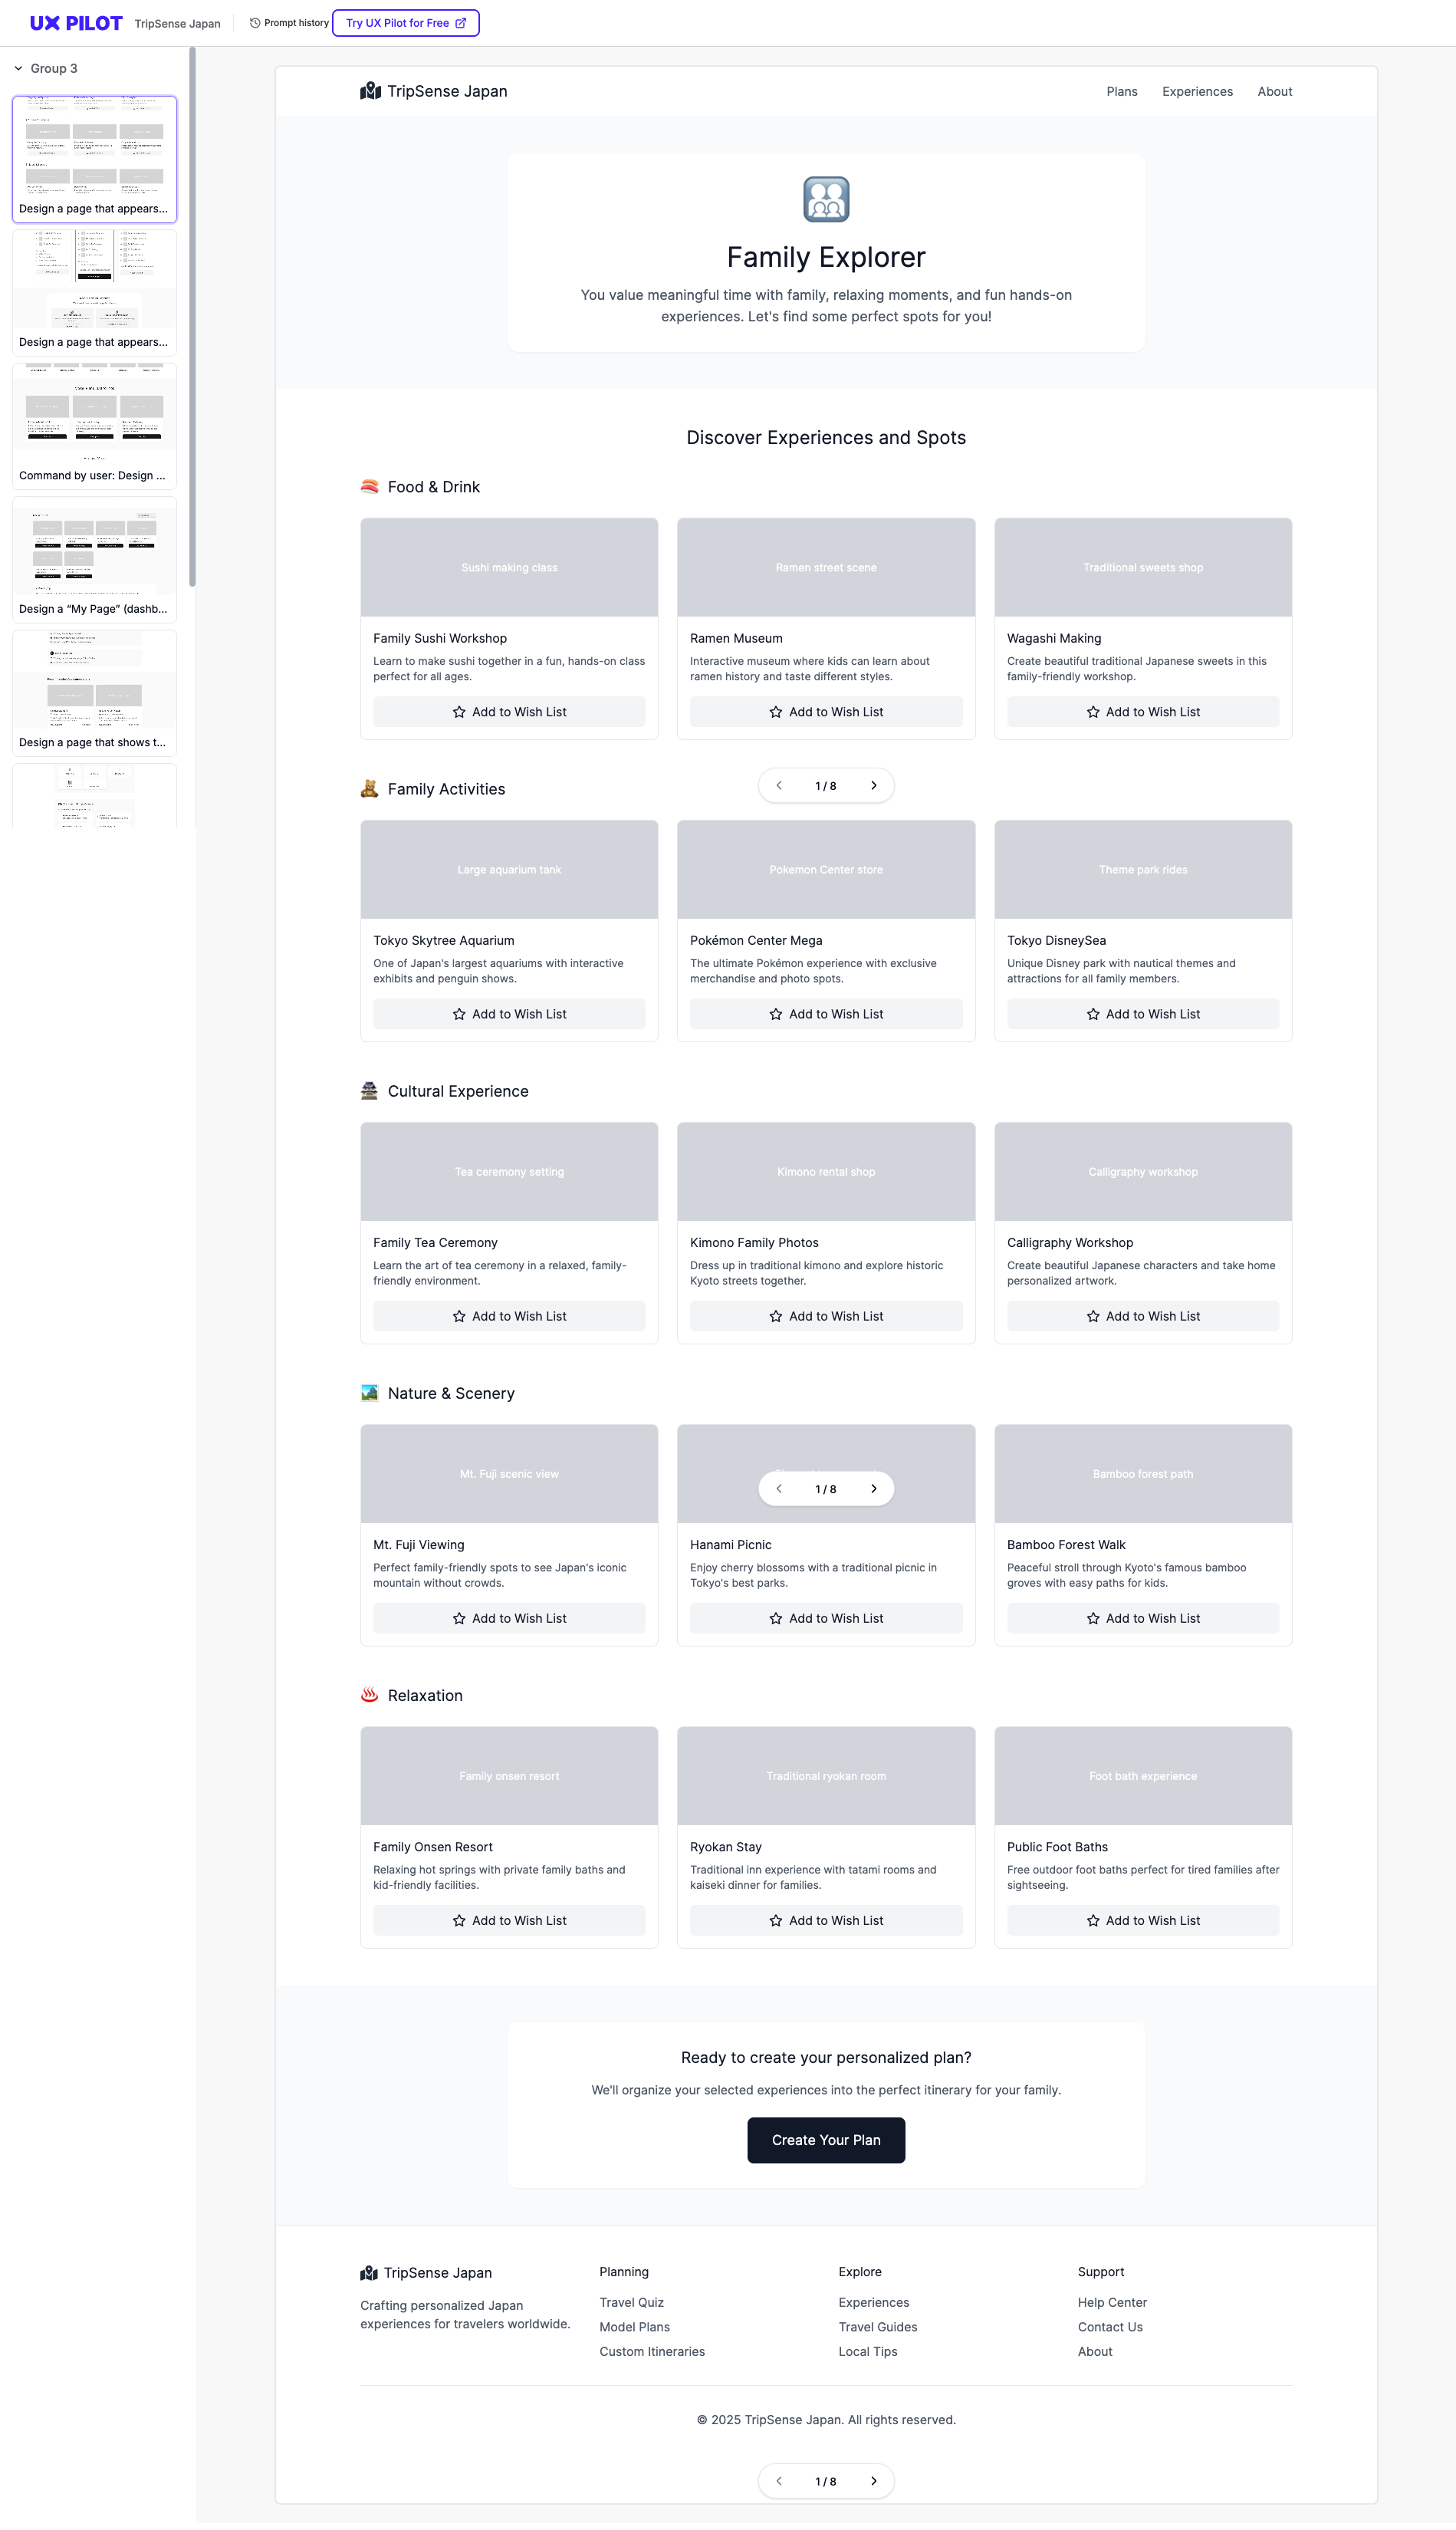 UX PILOT
TripSense Japan
Prompt history
Try UX Pilot for Free
Group 3
Design a page that appears...
Design a page that appears...
Command by user: Design ...
Design a “My Page” (dashb...
Design a page that shows t...
TripSense Japan
Plans
Experiences
About
Family Explorer
You value meaningful time with family, relaxing moments, and fun hands-on
experiences. Let's find some perfect spots for you!
Discover Experiences and Spots
Food & Drink
Sushi making class
Ramen street scene
Traditional sweets shop
Family Sushi Workshop
Learn to make sushi together in a fun, hands-on class
perfect for all ages.
Add to Wish List
Ramen Museum
Interactive museum where kids can learn about
ramen history and taste different styles.
Add to Wish List
Wagashi Making
Create beautiful traditional Japanese sweets in this
family-friendly workshop.
Add to Wish List
Family Activities
1 / 8
Large aquarium tank
Pokemon Center store
Theme park rides
Tokyo Skytree Aquarium
One of Japan's largest aquariums with interactive
exhibits and penguin shows.
Add to Wish List
Pokémon Center Mega
The ultimate Pokémon experience with exclusive
merchandise and photo spots.
Add to Wish List
Tokyo DisneySea
Unique Disney park with nautical themes and
attractions for all family members.
Add to Wish List
Cultural Experience
Tea ceremony setting
Kimono rental shop
Calligraphy workshop
Family Tea Ceremony
Learn the art of tea ceremony in a relaxed, family-
friendly environment.
Add to Wish List
Kimono Family Photos
Dress up in traditional kimono and explore historic
Kyoto streets together.
Add to Wish List
Calligraphy Workshop
Create beautiful Japanese characters and take home
personalized artwork.
Add to Wish List
Nature & Scenery
Mt. Fuji scenic view
1 / 8
Bamboo forest path
Mt. Fuji Viewing
Perfect family-friendly spots to see Japan's iconic
mountain without crowds.
Add to Wish List
Hanami Picnic
Enjoy cherry blossoms with a traditional picnic in
Tokyo's best parks.
Add to Wish List
Bamboo Forest Walk
Peaceful stroll through Kyoto's famous bamboo
groves with easy paths for kids.
Add to Wish List
Relaxation
Family onsen resort
Traditional ryokan room
Foot bath experience
Family Onsen Resort
Relaxing hot springs with private family baths and
kid-friendly facilities.
Add to Wish List
Ryokan Stay
Traditional inn experience with tatami rooms and
kaiseki dinner for families.
Add to Wish List
Public Foot Baths
Free outdoor foot baths perfect for tired families after
sightseeing.
Add to Wish List
Ready to create your personalized plan?
We'll organize your selected experiences into the perfect itinerary for your family.
Create Your Plan
TripSense Japan
Crafting personalized Japan
experiences for travelers worldwide.
Planning
Travel Quiz
Model Plans
Custom Itineraries
Explore
Experiences
Travel Guides
Local Tips
Support
Help Center
Contact Us
About
© 2025 TripSense Japan. All rights reserved.
1 / 8